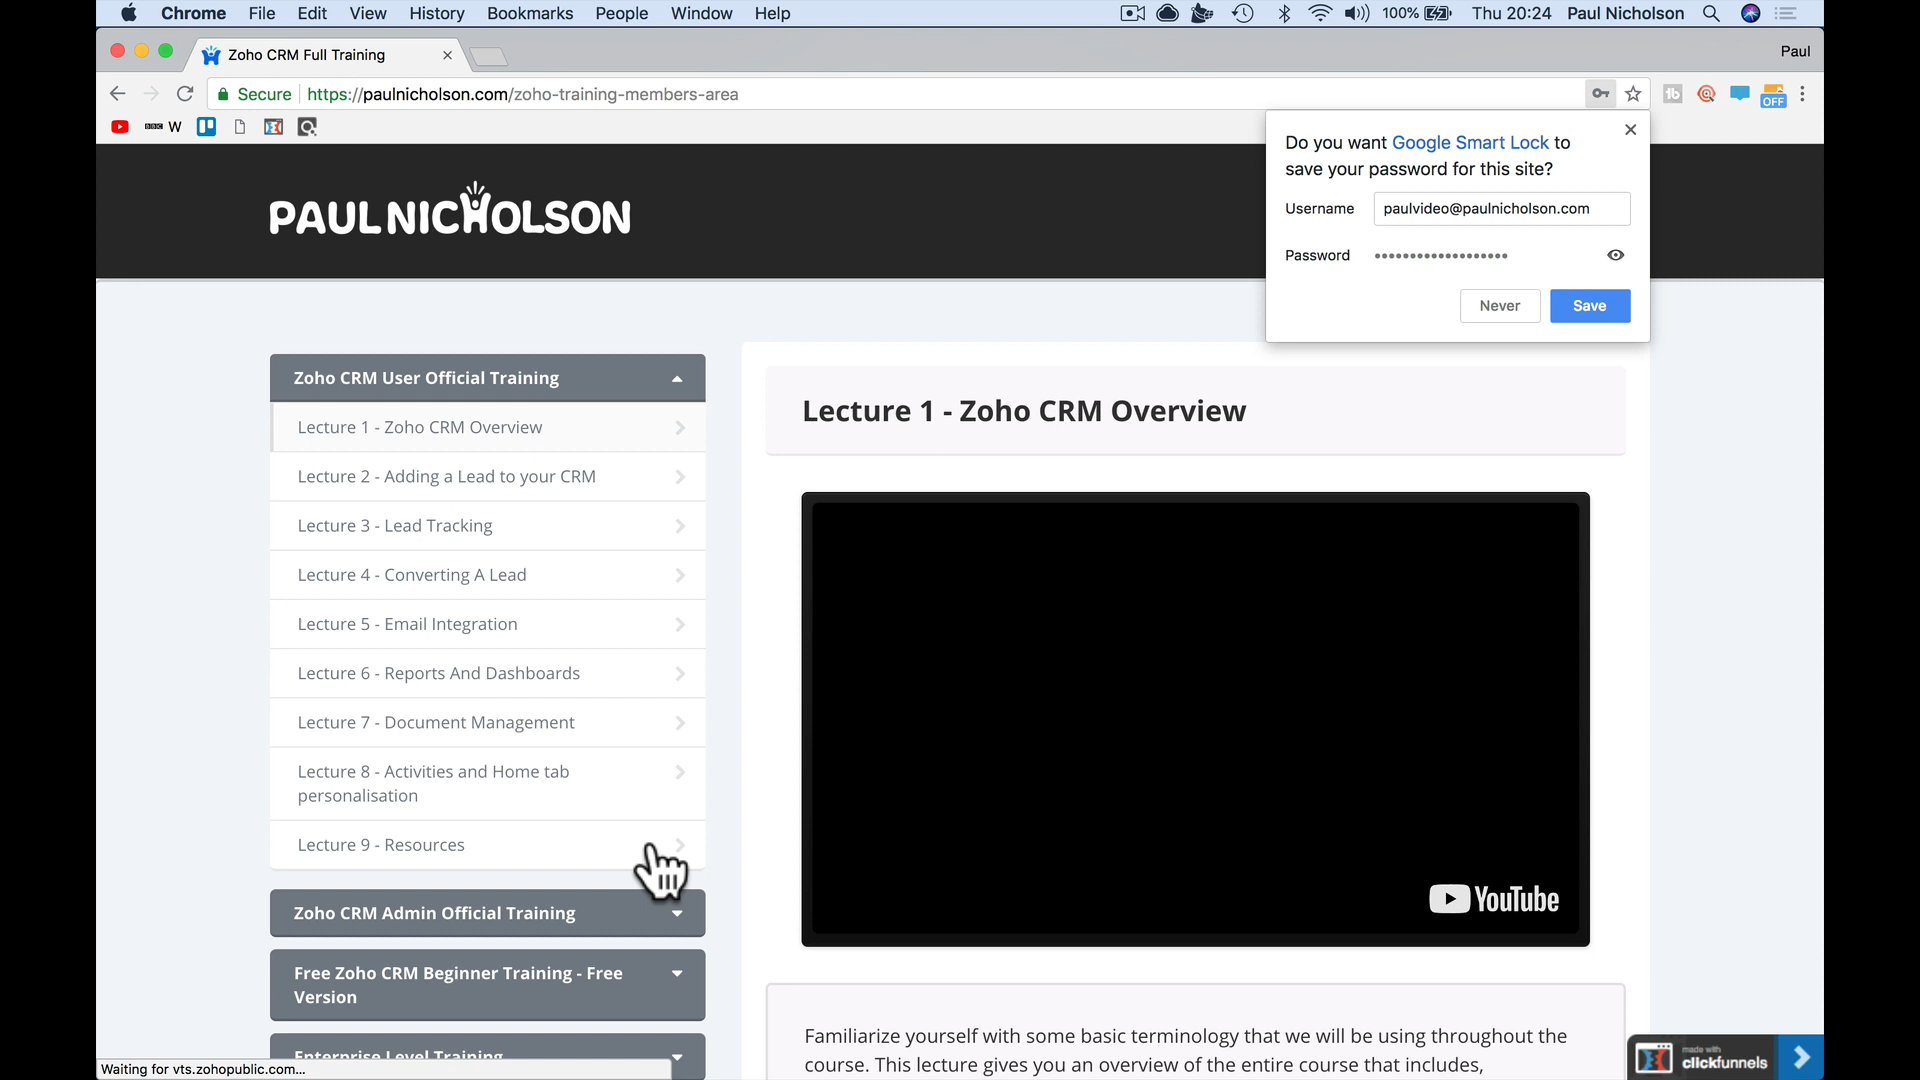 Chrome File Edit View History Bookmarks People Window Help 100% Thu 20:24 Paul Nicholson
Zoho CRM Full Training Paul
Secure https://paulnicholson.com/zoho-training-members-area OFF
BBC W
Do you want Google Smart Lock to
save your password for this site?
Username paulvideo@paulnicholson.com
Password
Never Save
PAUL NICHOLSON
Zoho CRM User Official Training
Lecture 1 - Zoho CRM Overview
Lecture 2 - Adding a Lead to your CRM
Lecture 3 - Lead Tracking
Lecture 4 - Converting A Lead
Lecture 5 - Email Integration
Lecture 6 - Reports And Dashboards
Lecture 7 - Document Management
Lecture 8 - Activities and Home tab
personalisation
Lecture 9 - Resources
Zoho CRM Admin Official Training
Free Zoho CRM Beginner Training - Free
Version
Enterprise Level Training
Waiting for vts.zohopublic.com...
Lecture 1 - Zoho CRM Overview
YouTube
Familiarize yourself with some basic terminology that we will be using throughout the
course. This lecture gives you an overview of the entire course that includes,
made with
clickfunnels